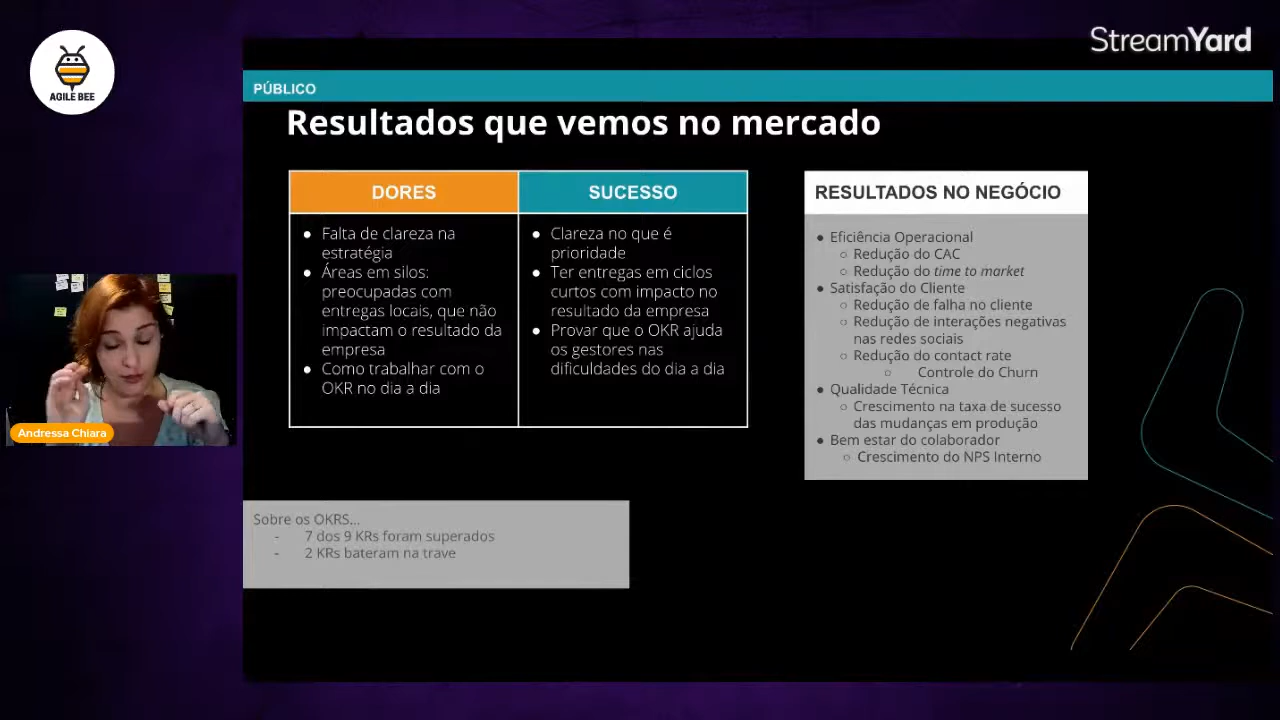 AGILE BEE
StreamYard
PÚBLICO
Resultados que vemos no mercado
DORES
● Falta de clareza na
estratégia
● Áreas em silos:
preocupadas com
entregas locais, que não
impactam o resultado da
empresa
● Como trabalhar com o
OKR no dia a dia
SUCESSO
● Clareza no que é
prioridade
● Ter entregas em ciclos
curtos com impacto no
resultado da empresa
● Provar que o OKR ajuda
os gestores nas
dificuldades do dia a dia
RESULTADOS NO NEGÓCIO
● Eficiência Operacional
○ Redução do CAC
○ Redução do time to market
● Satisfação do Cliente
○ Redução de falha no cliente
○ Redução de interações negativas
nas redes sociais
○ Redução do contact rate
○ Controle do Churn
● Qualidade Técnica
○ Crescimento na taxa de sucesso
das mudanças em produção
● Bem estar do colaborador
○ Crescimento do NPS Interno
Andressa Chiara
Sobre os OKRS...
- 7 dos 9 KRs foram superados
- 2 KRs bateram na trave